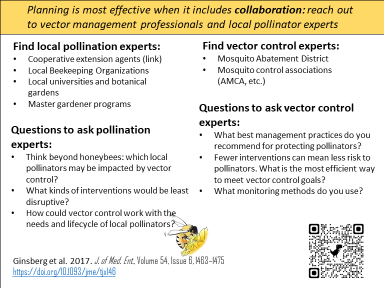 Planning is most effective when it includes collaboration: reach out
to vector management professionals and local pollinator experts
Find local pollination experts:
• Cooperative extension agents (link)
• Local Beekeeping Organizations
• Local universities and botanical
gardens
• Master gardener programs
Questions to ask pollination
experts:
• Think beyond honeybees: which local
pollinators may be impacted by vector
control?
• What kinds of interventions would be least
disruptive?
• How could vector control work with the
needs and lifecycle of local pollinators?
Find vector control experts:
• Mosquito Abatement District
• Mosquito control associations
(AMCA, etc.)
Questions to ask vector control
experts:
• What best management practices do you
recommend for protecting pollinators?
• Fewer interventions can mean less risk to
pollinators. What is the most efficient way
to meet vector control goals?
• What monitoring methods do you use?
Ginsberg et al. 2017. J. of Med. Ent. Volume 54, Issue 6, 1463-1475
https://doi.org/10.1093/jme/tjx146